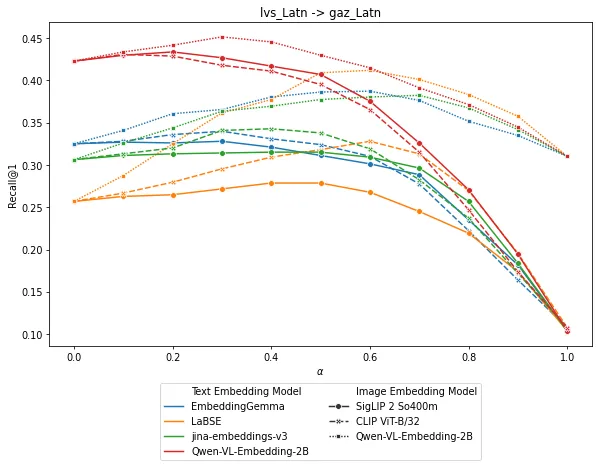 lvs_Latn -> gaz_Latn
Recall@1
0.45
0.40
0.35
0.30
0.25
0.20
0.15
0.10
0.0 0.2 0.4 0.6 0.8 1.0
α
Text Embedding Model
EmbeddingGemma
LaBSE
jina-embeddings-v3
Qwen-VL-Embedding-2B
Image Embedding Model
SigLIP 2 So400m
CLIP ViT-B/32
Qwen-VL-Embedding-2B